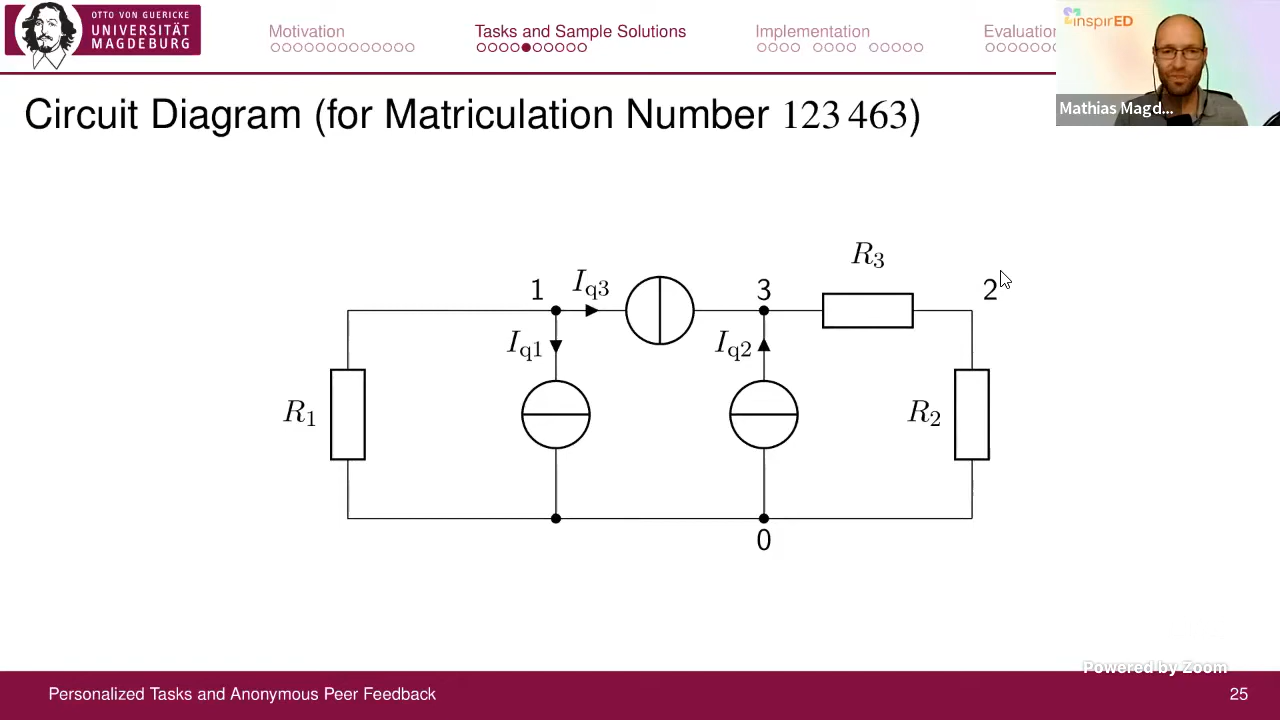 OTTO VON GUERICKE
UNIVERSITÄT
MAGDEBURG
Motivation
Tasks and Sample Solutions
Implementation
Evaluation
inspirED
Mathias Magd...
Circuit Diagram (for Matriculation Number 123 463)
R3
1
Iq3
3
2
Iq1
Iq2
R1
R2
0
Powered by Zoom
Personalized Tasks and Anonymous Peer Feedback
25